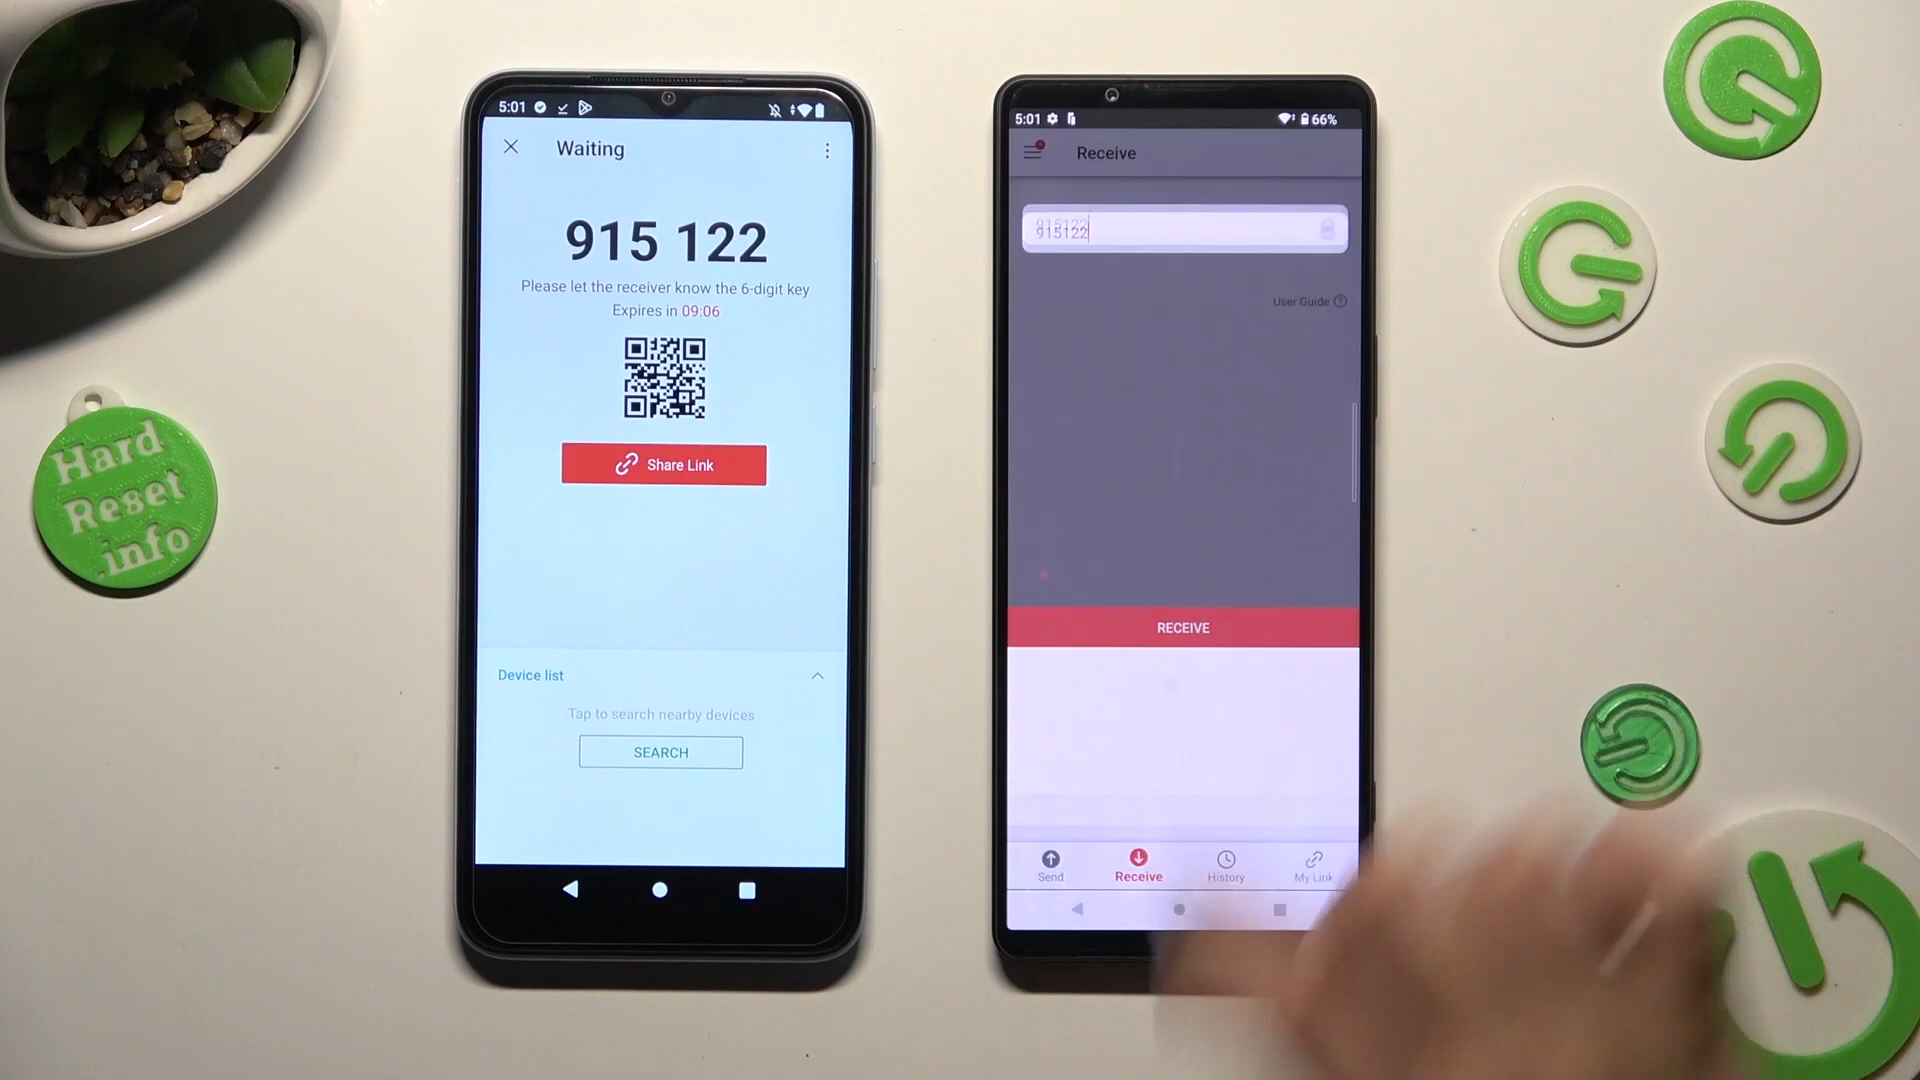 5:01
Waiting
915 122
Please let the receiver know the 6-digit key
Expires in 09:06
Share Link
Device list
Tap to search nearby devices
SEARCH
5:01
66%
Receive
915122
915122
User Guide
RECEIVE
Send
Receive
History
My Link
Hard
Reset
.info